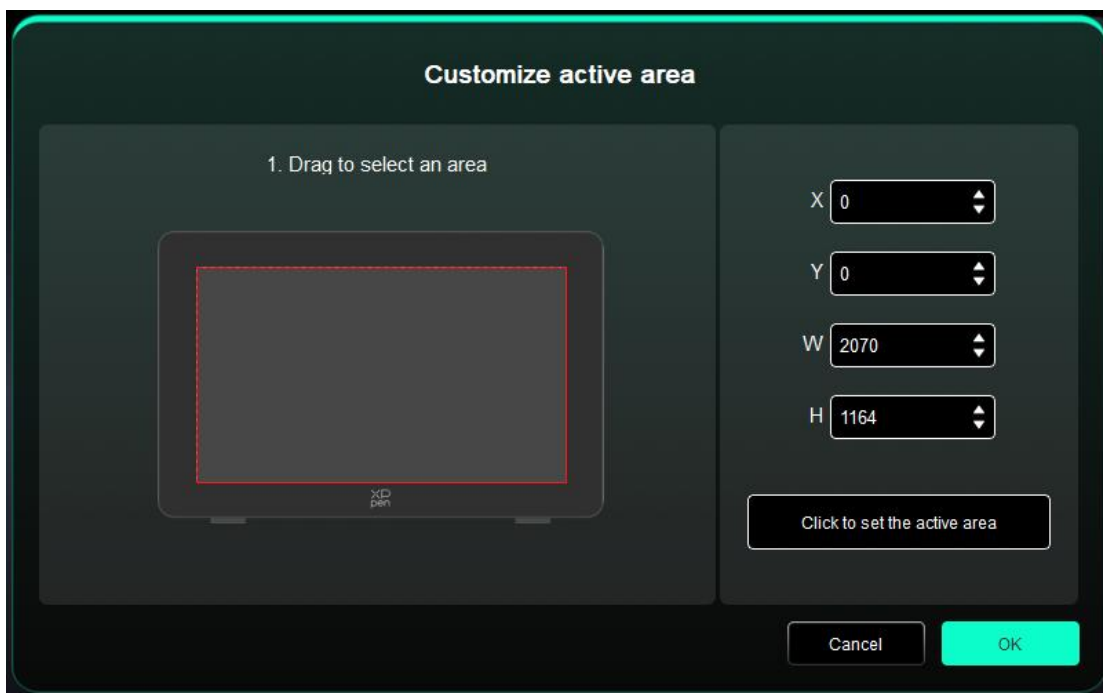 Customize active area
1. Drag to select an area
XP
pen
X 0
Y 0
W 2070
H 1164
Click to set the active area
Cancel OK